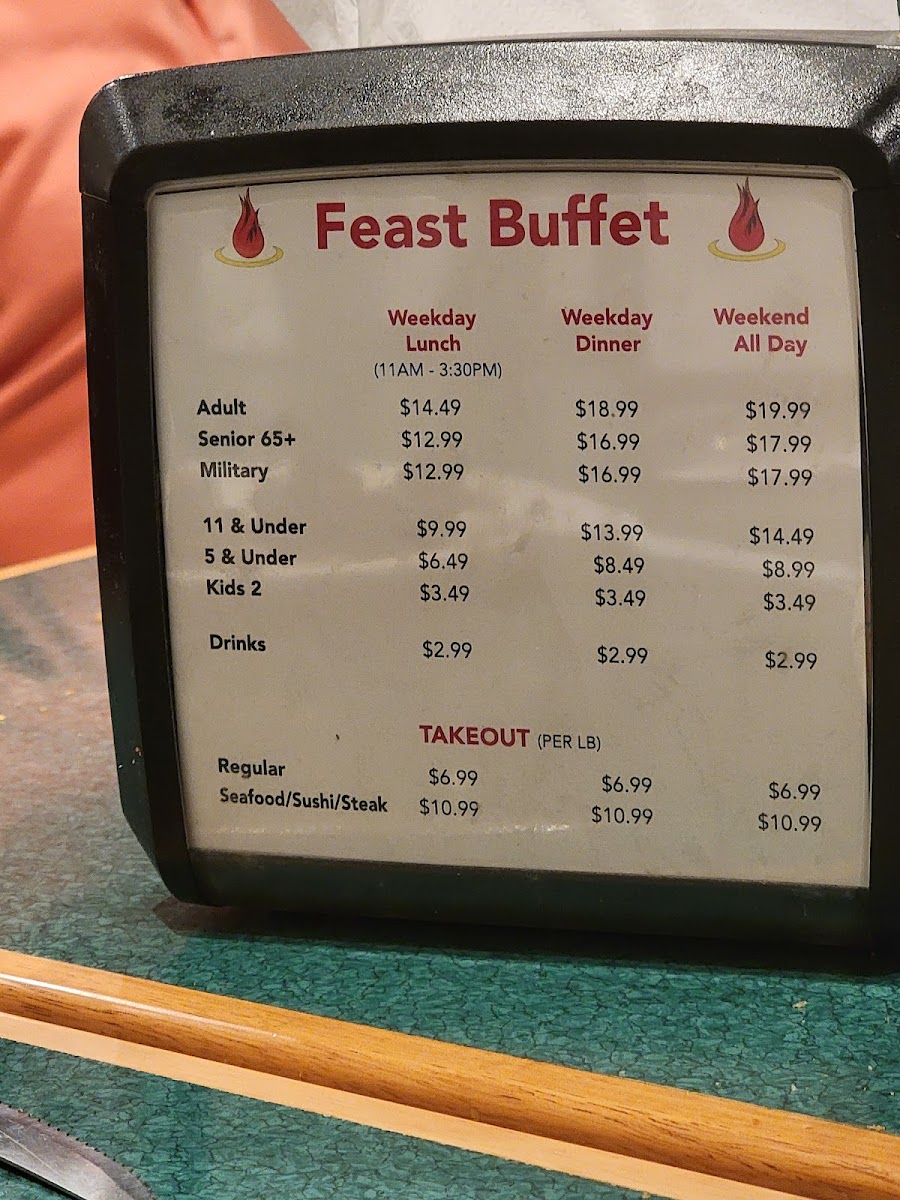 Feast Buffet
Weekday Lunch Weekday Dinner Weekend All Day
(11AM - 3:30PM)
Adult $14.49 $18.99 $19.99
Senior 65+ $12.99 $16.99 $17.99
Military $12.99 $16.99 $17.99
11 & Under $9.99 $13.99 $14.49
5 & Under $6.49 $8.49 $8.99
Kids 2 $3.49 $3.49 $3.49
Drinks $2.99 $2.99 $2.99
TAKEOUT (PER LB)
Regular $6.99 $6.99 $6.99
Seafood/Sushi/Steak $10.99 $10.99 $10.99